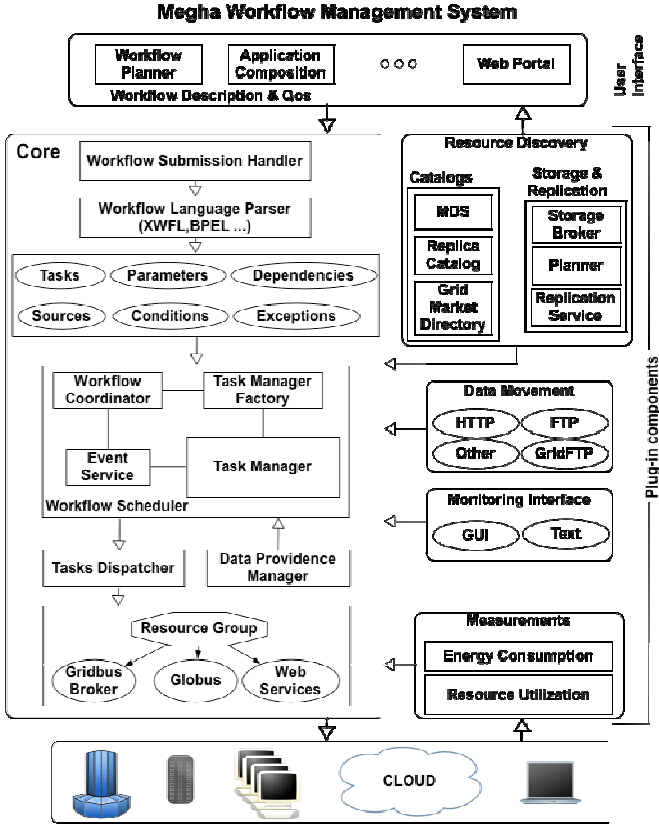 Megha Workflow Management System
Workflow
Planner
Application
Composition
Web Portal
Workflow Description & Qos
User
Interface
Core
Workflow Submission Handler
Workflow Language Parser
(XWFL,BPEL ...)
Tasks
Parameters
Dependencies
Sources
Conditions
Exceptions
Workflow
Coordinator
Task Manager
Factory
Event
Service
Task Manager
Workflow Scheduler
Tasks Dispatcher
Data Providence
Manager
Resource Group
Gridbus
Broker
Globus
Web
Services
Resource Discovery
Catalogs
MDS
Replica
Catalog
Grid
Market
Directory
Storage &
Replication
Storage
Broker
Planner
Replication
Service
Data Movement
HTTP
FTP
Other
GridFTP
Monitoring Interface
GUI
Text
Measurements
Energy Consumption
Resource Utilization
Plug-in components
CLOUD